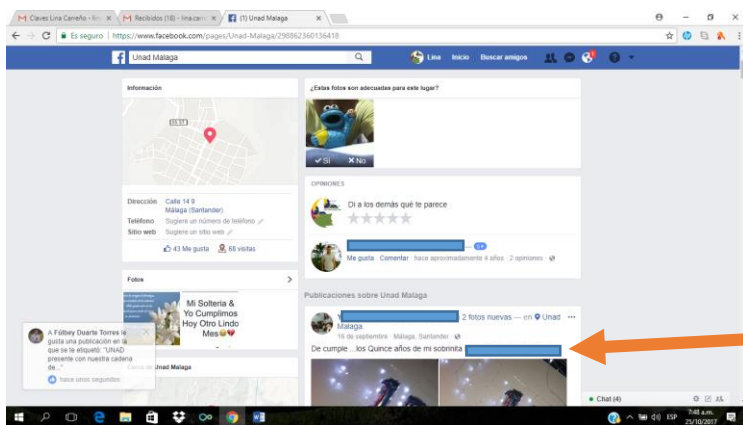 Claves Lina Carreño - lin
Recibidos (18) - lina.carre
(1) Unad Malaga
Es seguro https://www.facebook.com/pages/Unad-Malaga/298862360136418
Unad Malaga
Lina Inicio Buscar amigos
Información
Dirección Calle 14 9
Málaga (Santander)
Teléfono Sugiere un número de teléfono
Sitio web Sugiere un sitio web
43 Me gusta 68 visitas
Fotos
Mi Solteria &
Yo Cumplimos
Hoy Otro Lindo
Mes
Cerca de Unad Malaga
A Fülbey Duarte Torres le
gusta una publicación en la
que se te etiquetó: "UNAD
presente con nuestra cadena
de..."
hace unos segundos
¿Estas fotos son adecuadas para este lugar?
Sí No
OPINIONES
Di a los demás qué te parece
Me gusta Comentar hace aproximadamente 4 años 2 opiniones
Publicaciones sobre Unad Malaga
Y 2 fotos nuevas — en Unad
Malaga
16 de septiembre Málaga, Santander
De cumple ...los Quince años de mi sobrinita
Chat (4)
ESP
7:48 a.m.
25/10/2017